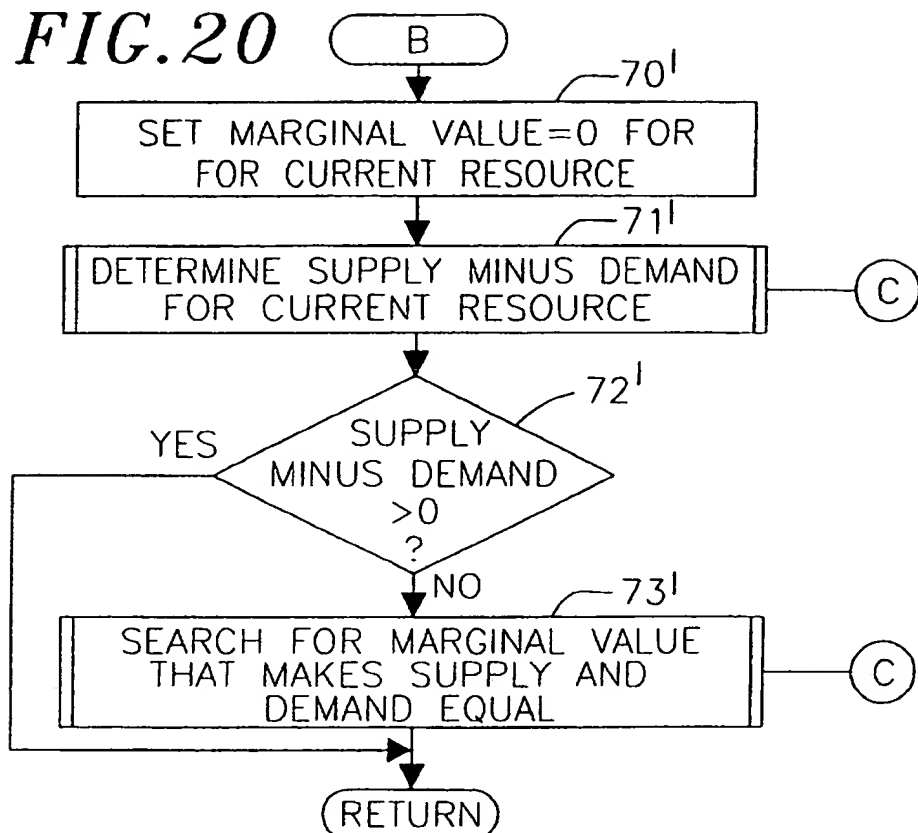 FIG.20
B
70'
SET MARGINAL VALUE=0 FOR
FOR CURRENT RESOURCE
71'
DETERMINE SUPPLY MINUS DEMAND
FOR CURRENT RESOURCE
C
72'
YES
SUPPLY
MINUS DEMAND
>0
?
NO
73'
SEARCH FOR MARGINAL VALUE
THAT MAKES SUPPLY AND
DEMAND EQUAL
C
RETURN